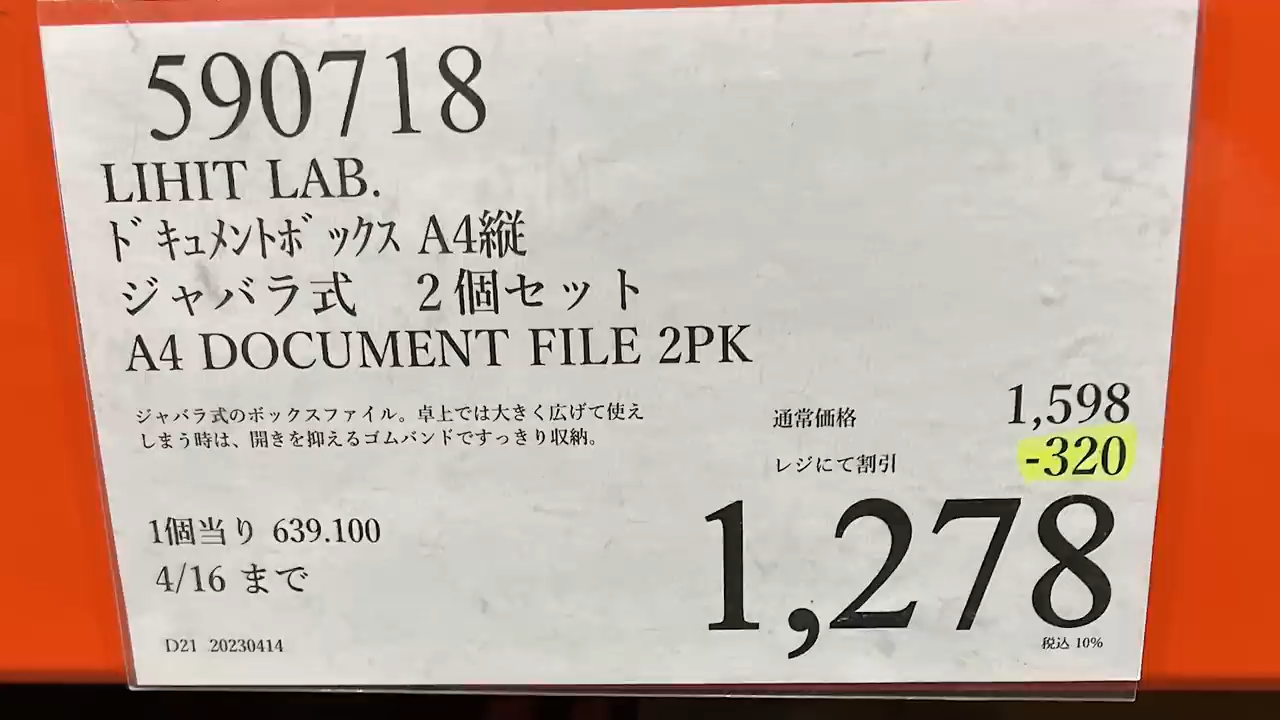 590718
LIHIT LAB.
ﾄﾞｷｭﾒﾝﾄﾎﾞｯｸｽ A4縦
ジャバラ式　２個セット
A4 DOCUMENT FILE 2PK
ジャバラ式のボックスファイル。卓上では大きく広げて使え
しまう時は、開きを抑えるゴムバンドですっきり収納。
通常価格 1,598
レジにて割引 -320
1,278
1個当り 639.100
4/16 まで
税込 10%
D21 20230414